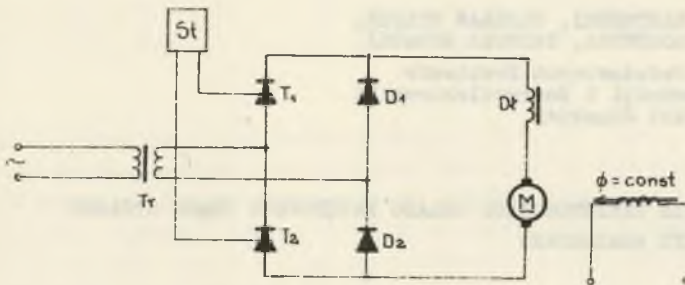 St
T1
D1
Dł
~
Tr
ϕ = const
M
T2
D2